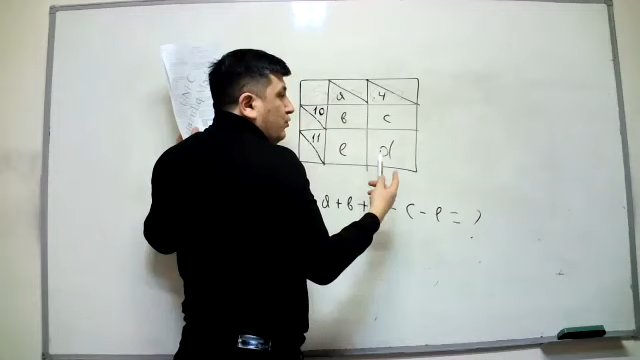 a 4
10 в c
11 e d
a + в + - c - e = ?